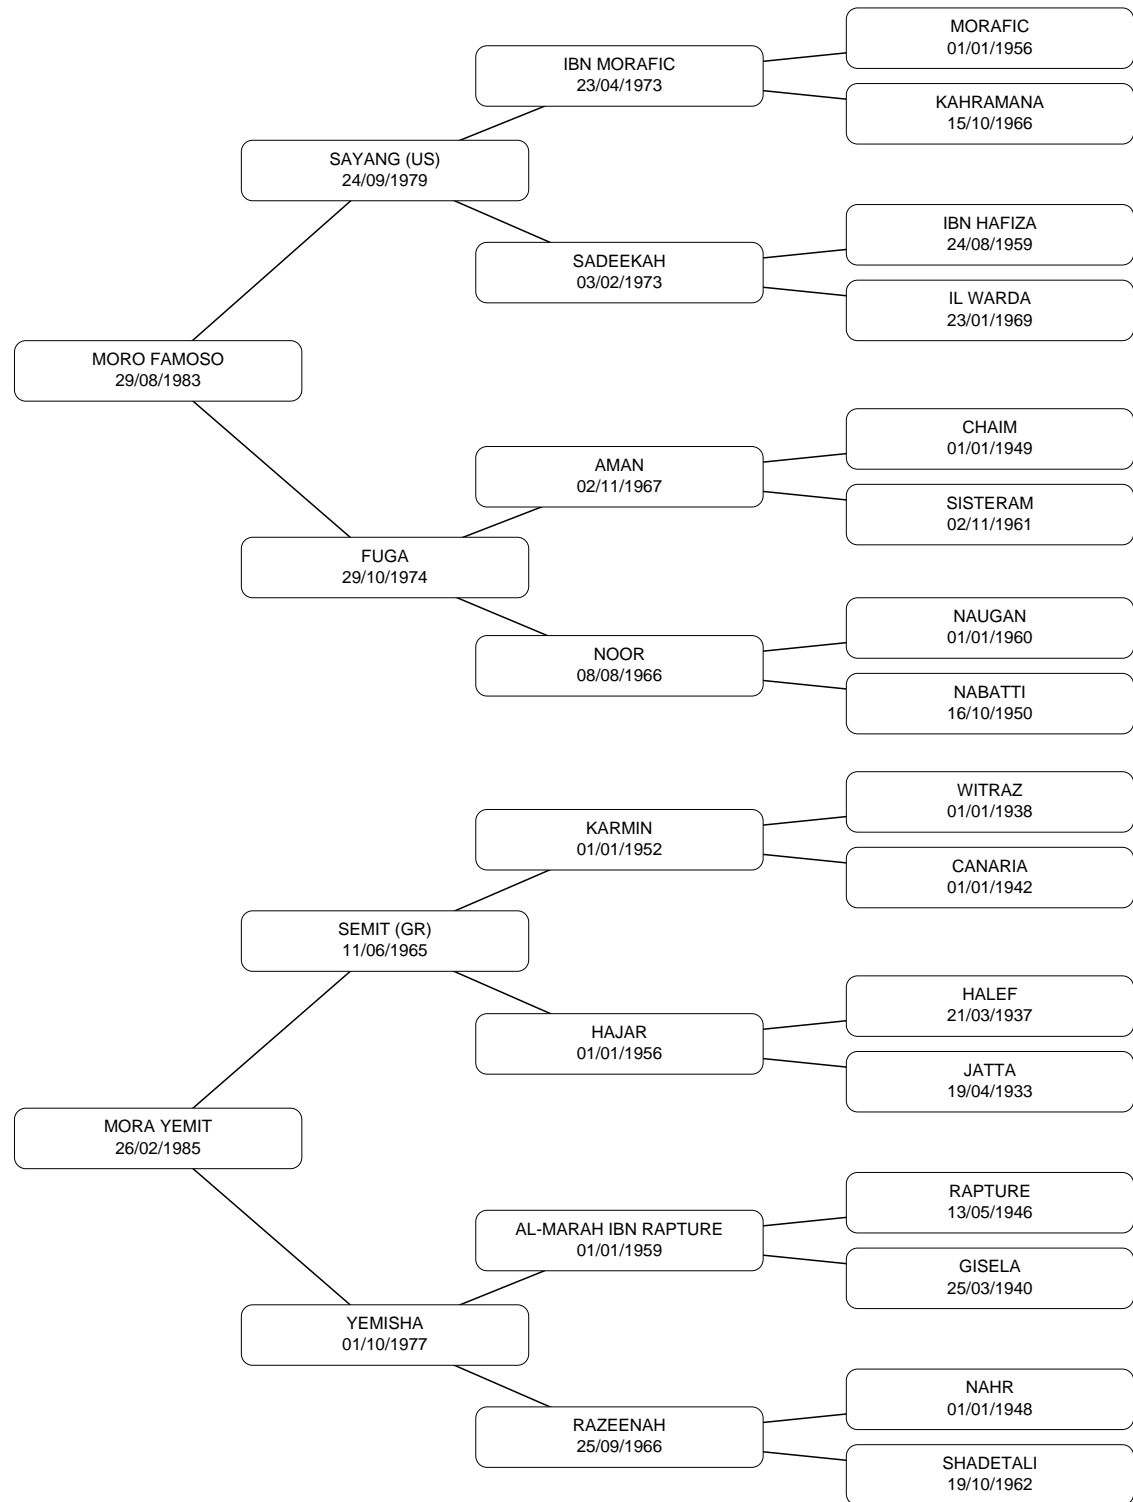 MORAFIC
01/01/1956
IBN MORAFIC
23/04/1973
KAHRAMANA
15/10/1966
SAYANG (US)
24/09/1979
IBN HAFIZA
24/08/1959
SADEEKAH
03/02/1973
IL WARDA
23/01/1969
MORO FAMOSO
29/08/1983
CHAIM
01/01/1949
AMAN
02/11/1967
SISTERAM
02/11/1961
FUGA
29/10/1974
NAUGAN
01/01/1960
NOOR
08/08/1966
NABATTI
16/10/1950
WITRAZ
01/01/1938
KARMIN
01/01/1952
CANARIA
01/01/1942
SEMIT (GR)
11/06/1965
HALEF
21/03/1937
HAJAR
01/01/1956
JATTA
19/04/1933
MORA YEMIT
26/02/1985
RAPTURE
13/05/1946
AL-MARAH IBN RAPTURE
01/01/1959
GISELA
25/03/1940
YEMISHA
01/10/1977
NAHR
01/01/1948
RAZEENAH
25/09/1966
SHADETALI
19/10/1962